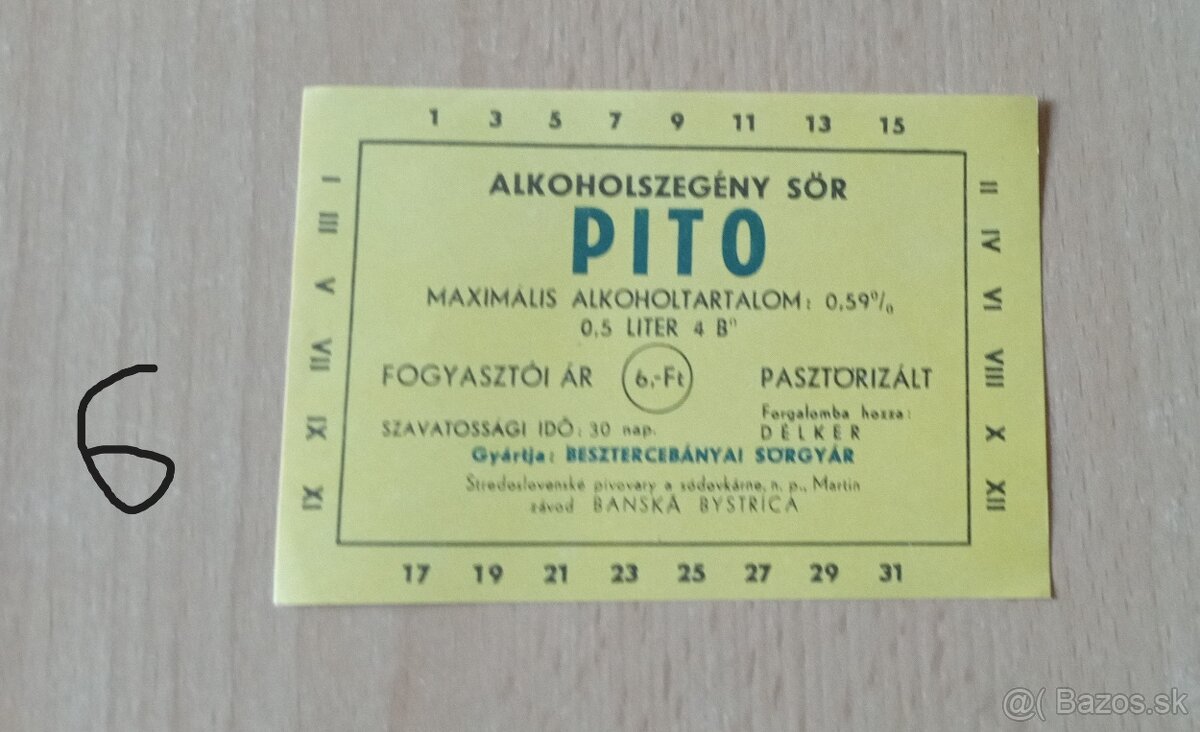 1 3 5 7 9 11 13 15
I III V VII XI IX
ALKOHOLSZEGÉNY SÖR
PITO
MAXIMÁLIS ALKOHOLTARTALOM: 0,59%
0,5 LITER 4 B°
FOGYASZTÓI ÁR 6,-Ft PASZTÖRIZÁLT
SZAVATOSSÁGI IDŐ: 30 nap.
Forgalomba hozza:
DÉLKER
Gyártja: BESZTERCEBÁNYAI SÖRGYÁR
Stredoslovenské pivovary a sódovkárne, n. p., Martin
závod BANSKÁ BYSTRICA
II IV VI VIII X XII
17 19 21 23 25 27 29 31
6
@( Bazos.sk